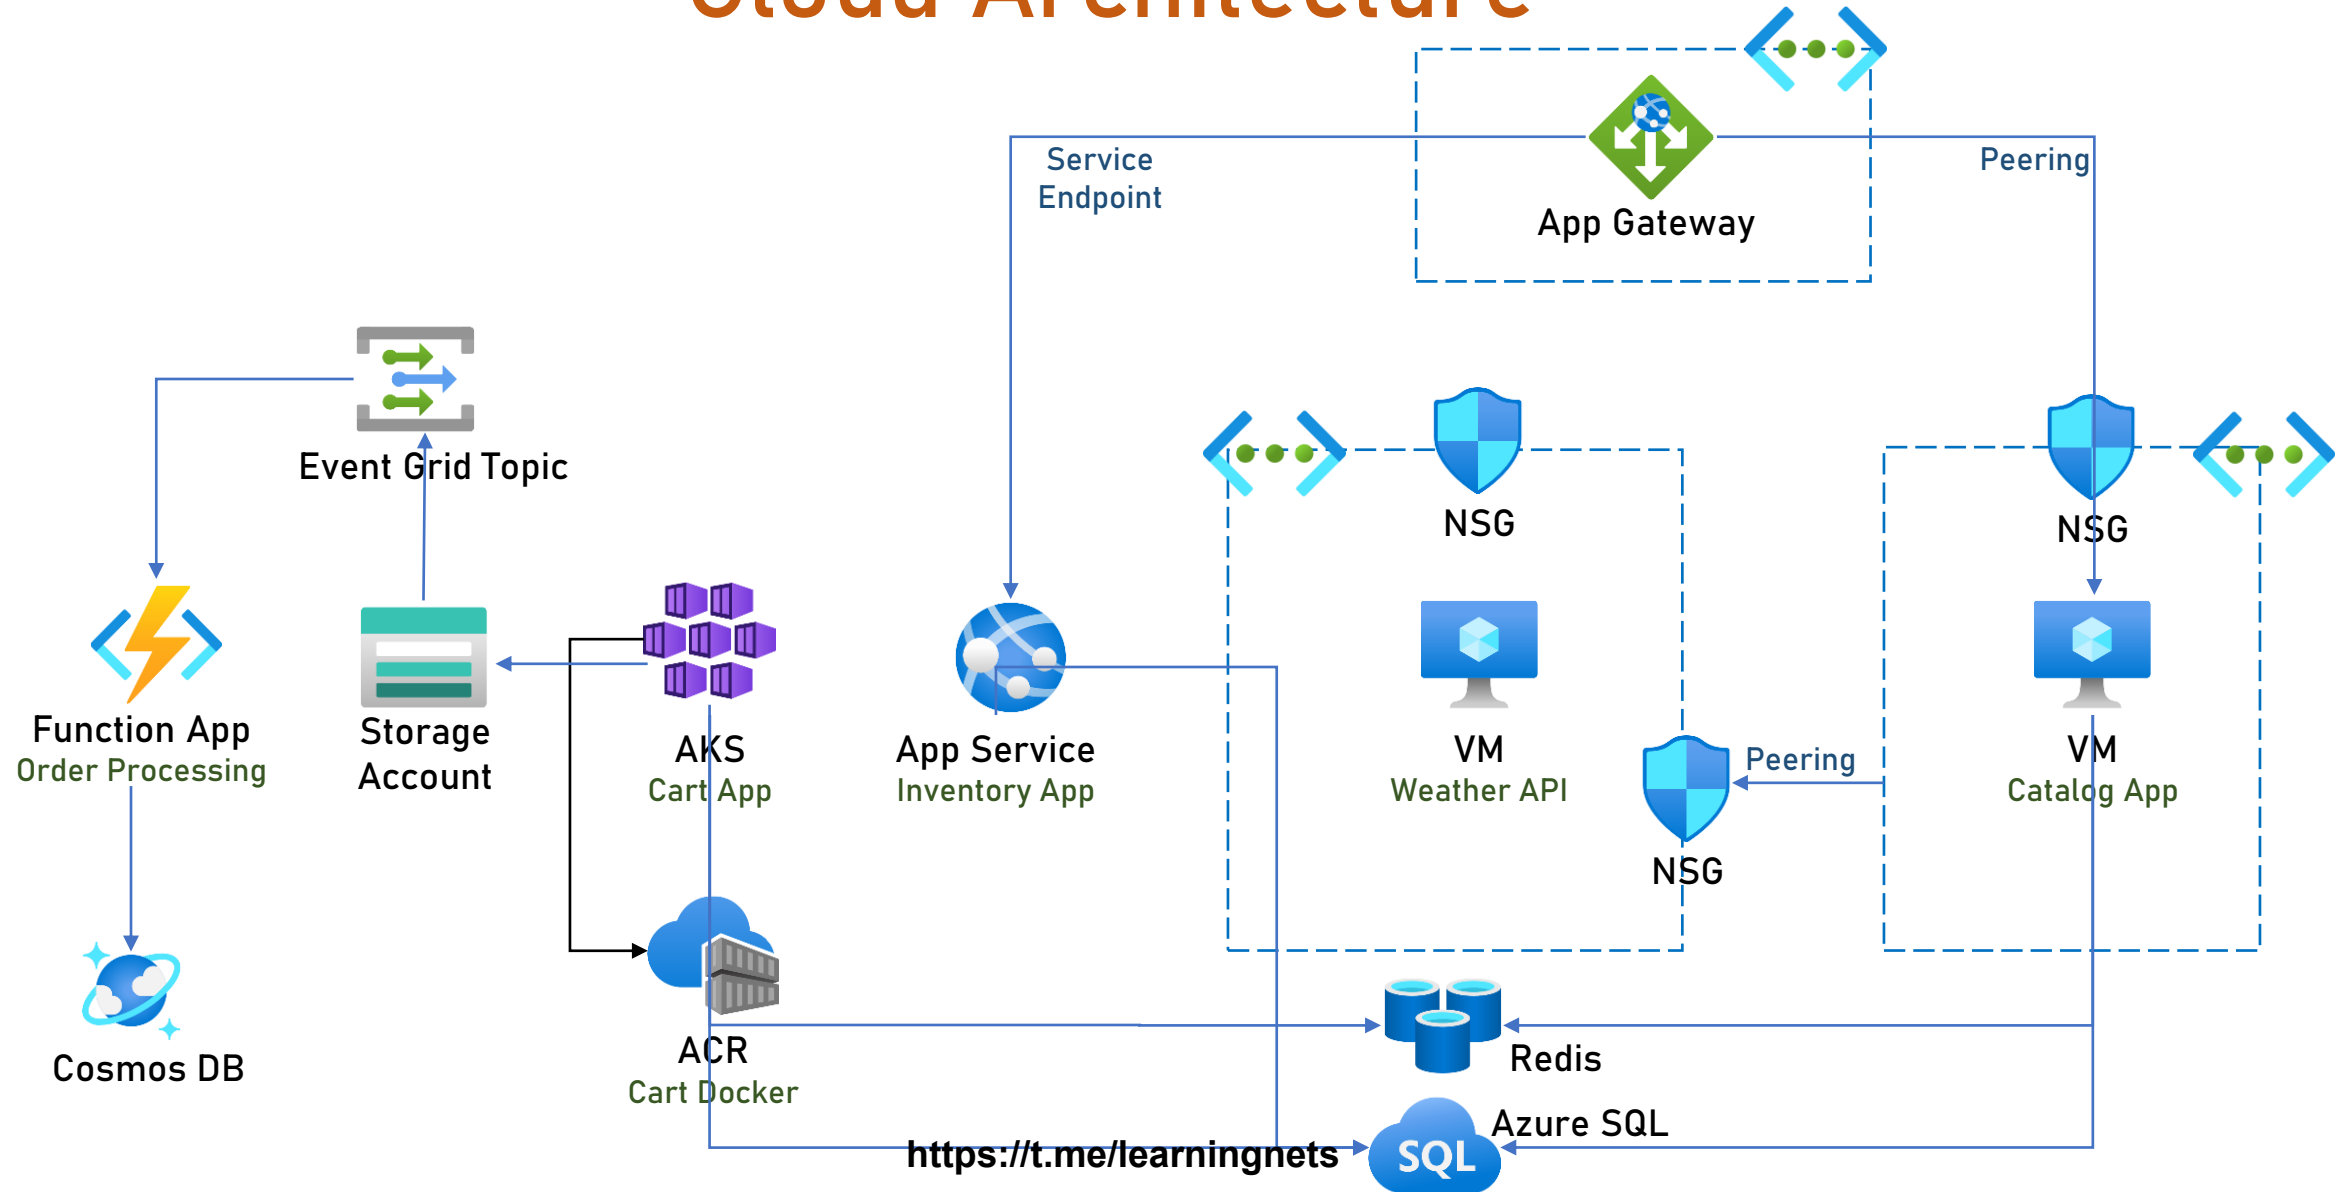 Cloud Architecture
Service
Endpoint
Peering
App Gateway
Event Grid Topic
NSG
NSG
Function App
Order Processing
Storage
Account
AKS
Cart App
App Service
Inventory App
VM
Weather API
Peering
VM
Catalog App
NSG
Cosmos DB
ACR
Cart Docker
Redis
Azure SQL
SQL
https://t.me/learningnets